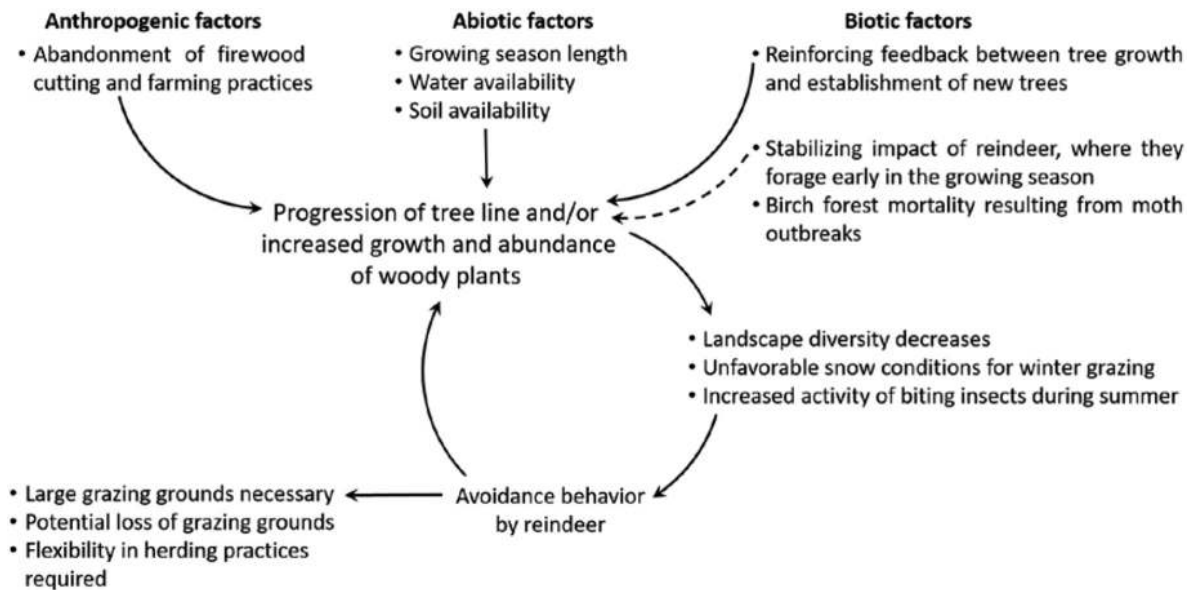 Anthropogenic factors
• Abandonment of firewood
cutting and farming practices
Abiotic factors
• Growing season length
• Water availability
• Soil availability
Biotic factors
• Reinforcing feedback between tree growth
and establishment of new trees
• Stabilizing impact of reindeer, where they
forage early in the growing season
• Birch forest mortality resulting from moth
outbreaks
Progression of tree line and/or
increased growth and abundance
of woody plants
• Landscape diversity decreases
• Unfavorable snow conditions for winter grazing
• Increased activity of biting insects during summer
Avoidance behavior
by reindeer
• Large grazing grounds necessary
• Potential loss of grazing grounds
• Flexibility in herding practices
required